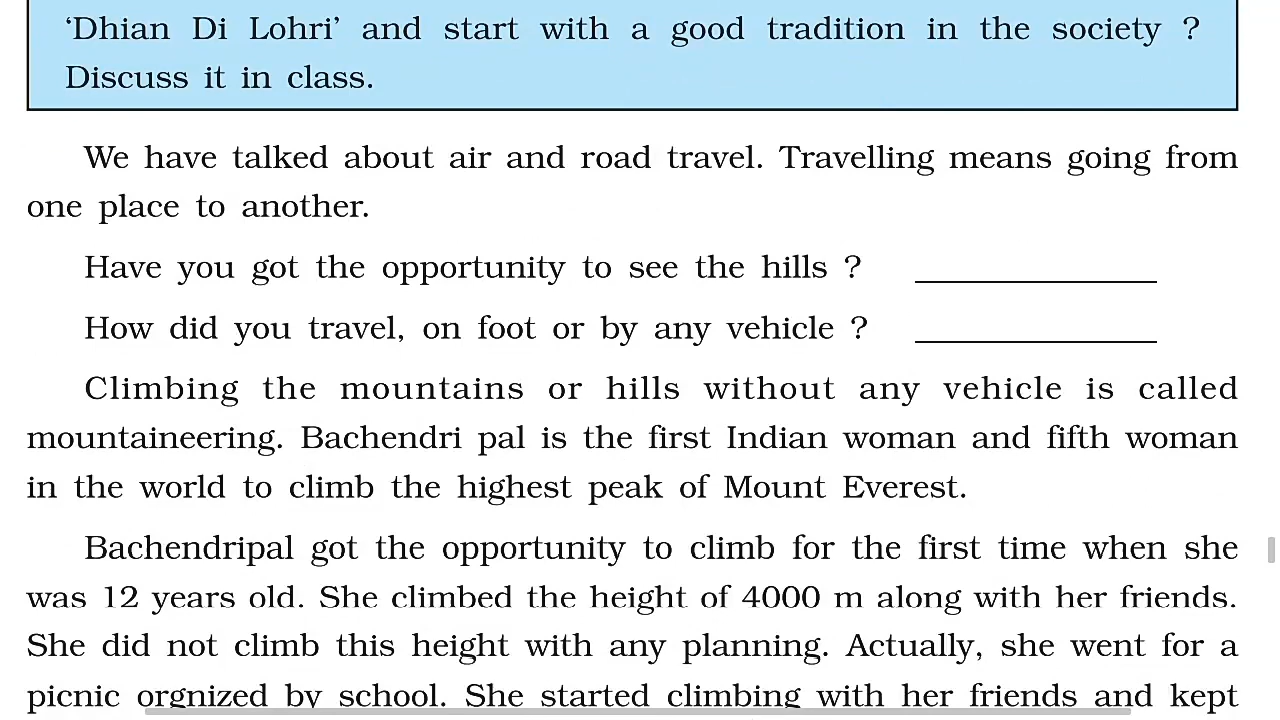 ‘Dhian Di Lohri’ and start with a good tradition in the society ?
Discuss it in class.
We have talked about air and road travel. Travelling means going from
one place to another.
Have you got the opportunity to see the hills ? ____________
How did you travel, on foot or by any vehicle ? ____________
Climbing the mountains or hills without any vehicle is called
mountaineering. Bachendri pal is the first Indian woman and fifth woman
in the world to climb the highest peak of Mount Everest.
Bachendripal got the opportunity to climb for the first time when she
was 12 years old. She climbed the height of 4000 m along with her friends.
She did not climb this height with any planning. Actually, she went for a
picnic orgnized by school. She started climbing with her friends and kept